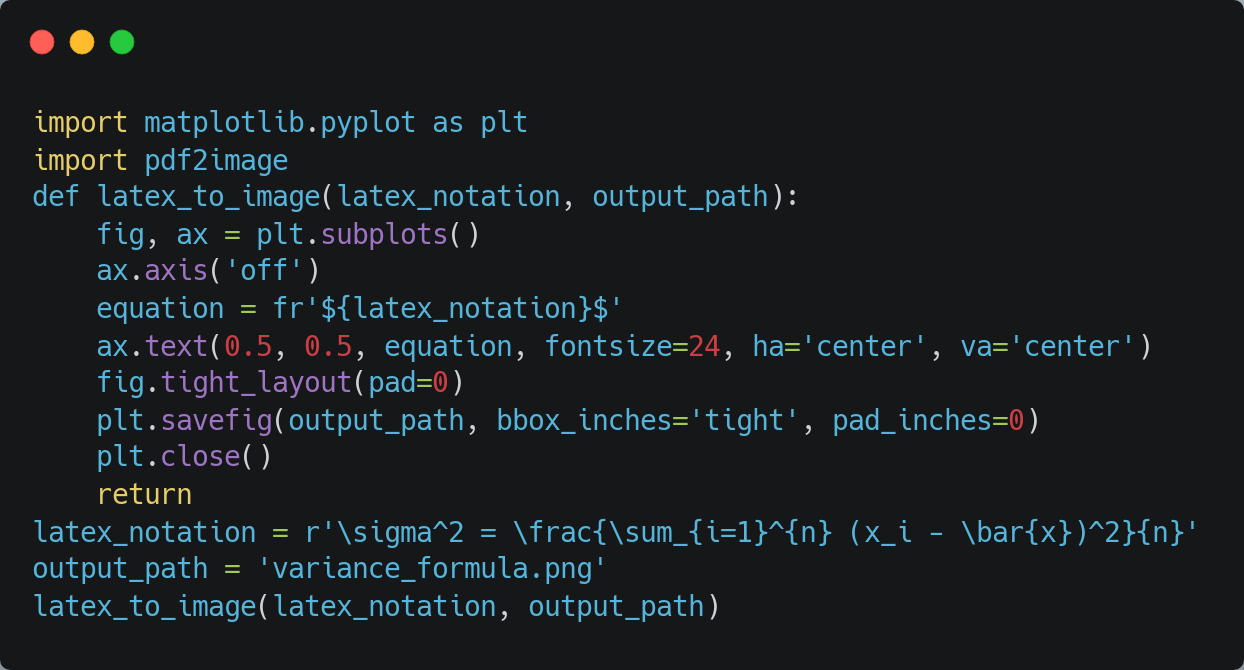 import matplotlib.pyplot as plt
import pdf2image
def latex_to_image(latex_notation, output_path):
    fig, ax = plt.subplots()
    ax.axis('off')
    equation = fr'${latex_notation}$'
    ax.text(0.5, 0.5, equation, fontsize=24, ha='center', va='center')
    fig.tight_layout(pad=0)
    plt.savefig(output_path, bbox_inches='tight', pad_inches=0)
    plt.close()
    return
latex_notation = r'\sigma^2 = \frac{\sum_{i=1}^{n} (x_i - \bar{x})^2}{n}'
output_path = 'variance_formula.png'
latex_to_image(latex_notation, output_path)